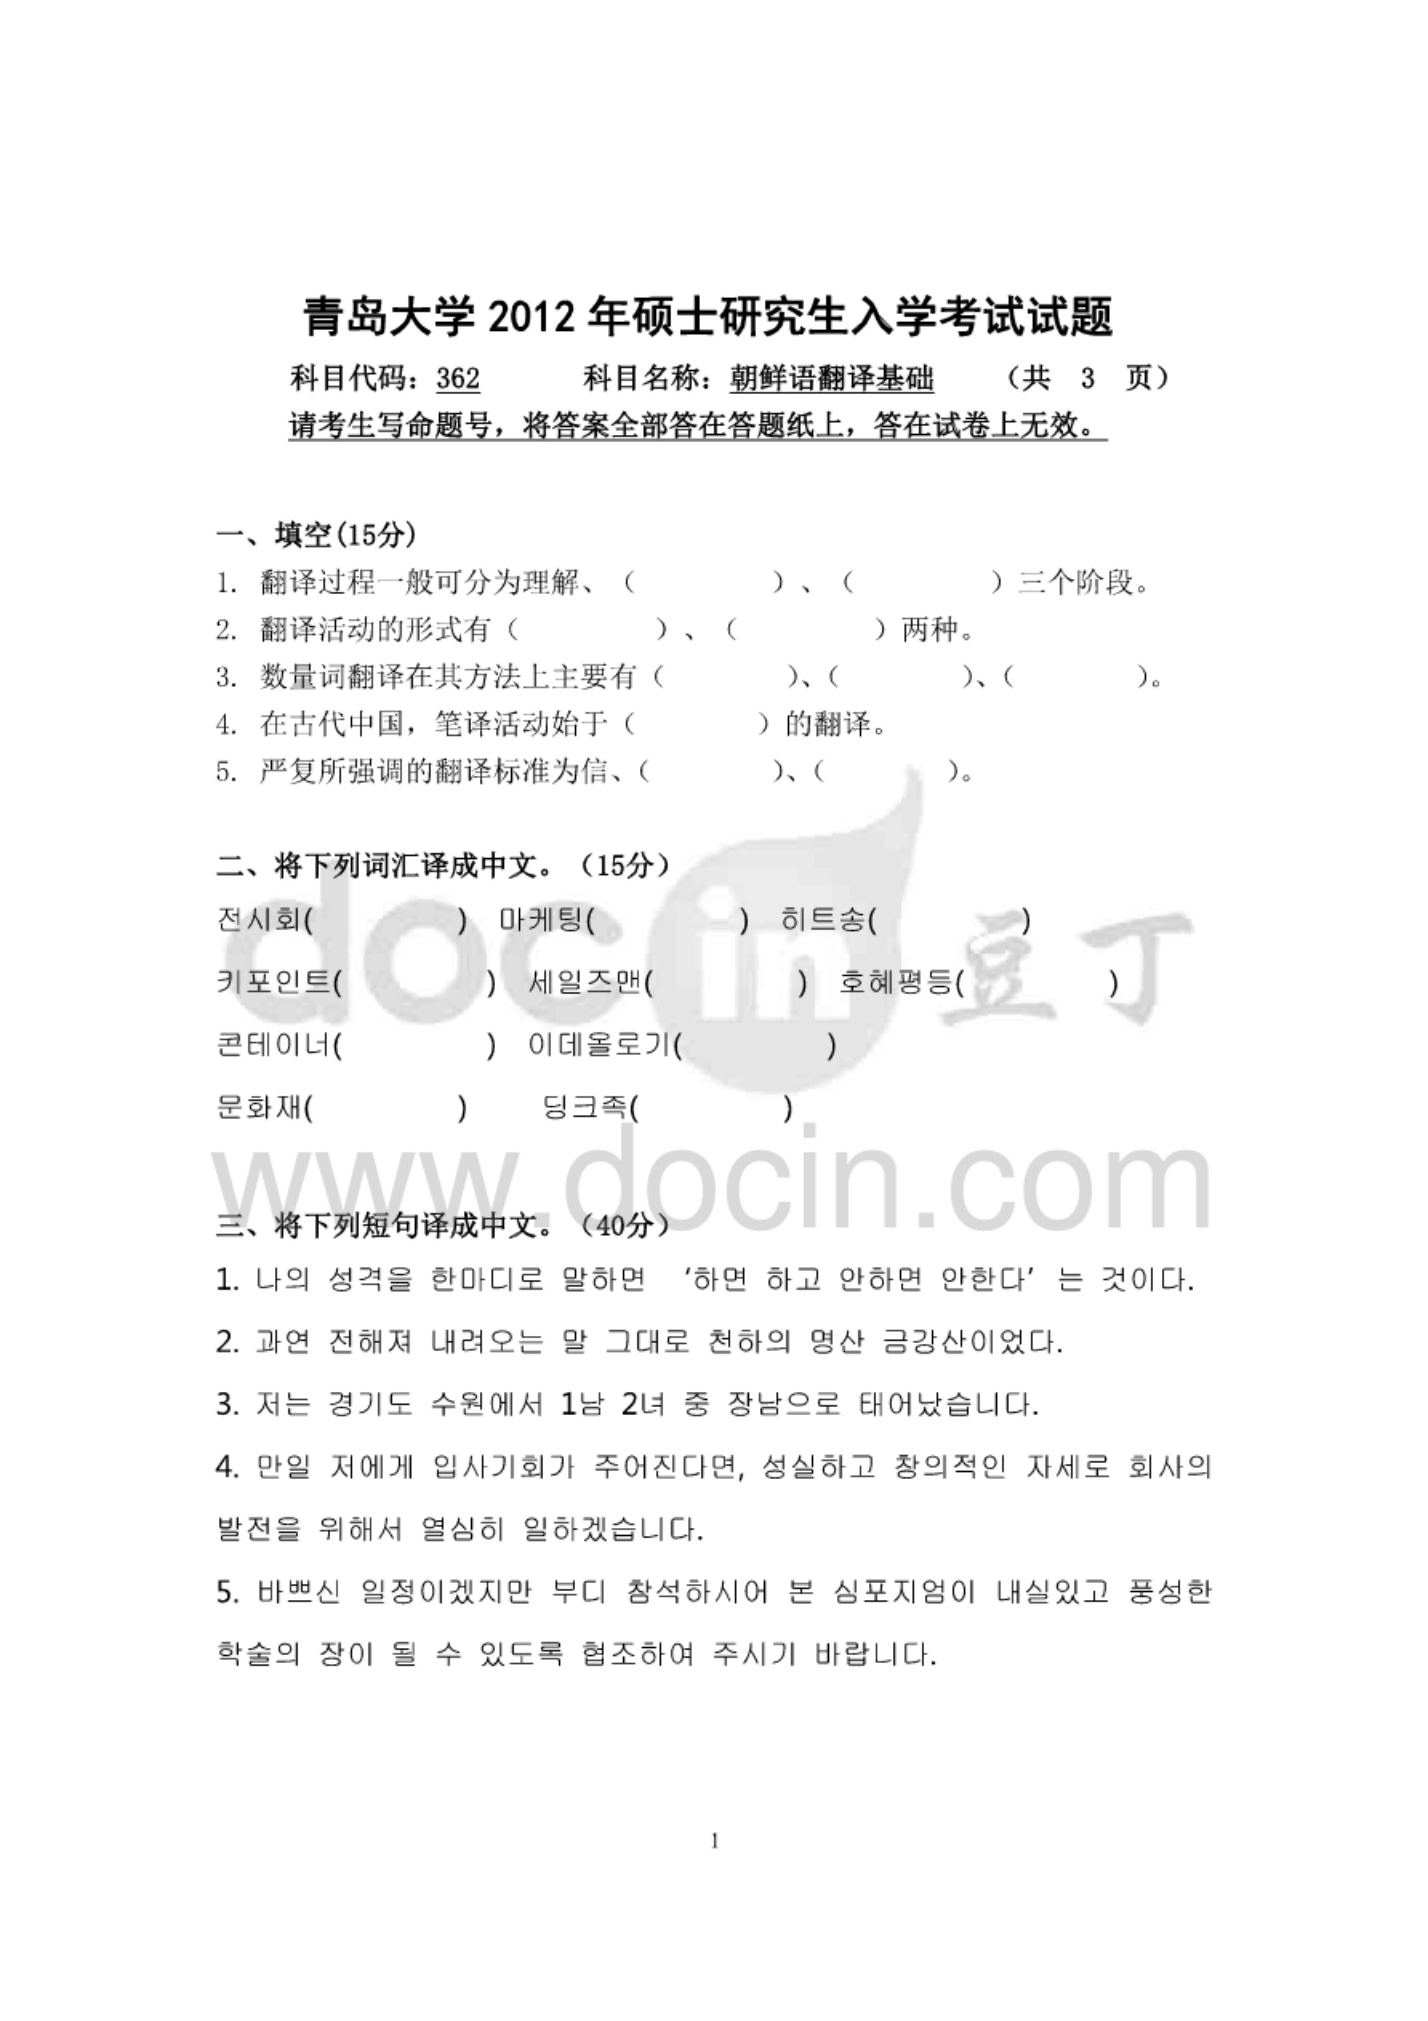 青岛大学 2012 年硕士研究生入学考试试题
科目代码：362 科目名称：朝鲜语翻译基础 （共 3 页）
请考生写命题号，将答案全部答在答题纸上，答在试卷上无效。
一、填空(15分)
1. 翻译过程一般可分为理解、（ ）、（ ）三个阶段。
2. 翻译活动的形式有（ ）、（ ）两种。
3. 数量词翻译在其方法上主要有（ ）、（ ）、（ ）。
4. 在古代中国，笔译活动始于（ ）的翻译。
5. 严复所强调的翻译标准为信、（ ）、（ ）。
二、将下列词汇译成中文。（15分）
전시회( ) 마케팅( ) 히트송( )
키포인트( ) 세일즈맨( ) 호혜평등( )
콘테이너( ) 이데올로기( )
문화재( ) 딩크족( )
docin 豆丁
www.docin.com
三、将下列短句译成中文。（40分）
1. 나의 성격을 한마디로 말하면 ‘하면 하고 안하면 안한다’ 는 것이다.
2. 과연 전해져 내려오는 말 그대로 천하의 명산 금강산이었다.
3. 저는 경기도 수원에서 1남 2녀 중 장남으로 태어났습니다.
4. 만일 저에게 입사기회가 주어진다면, 성실하고 창의적인 자세로 회사의
발전을 위해서 열심히 일하겠습니다.
5. 바쁘신 일정이겠지만 부디 참석하시어 본 심포지엄이 내실있고 풍성한
학술의 장이 될 수 있도록 협조하여 주시기 바랍니다.
1